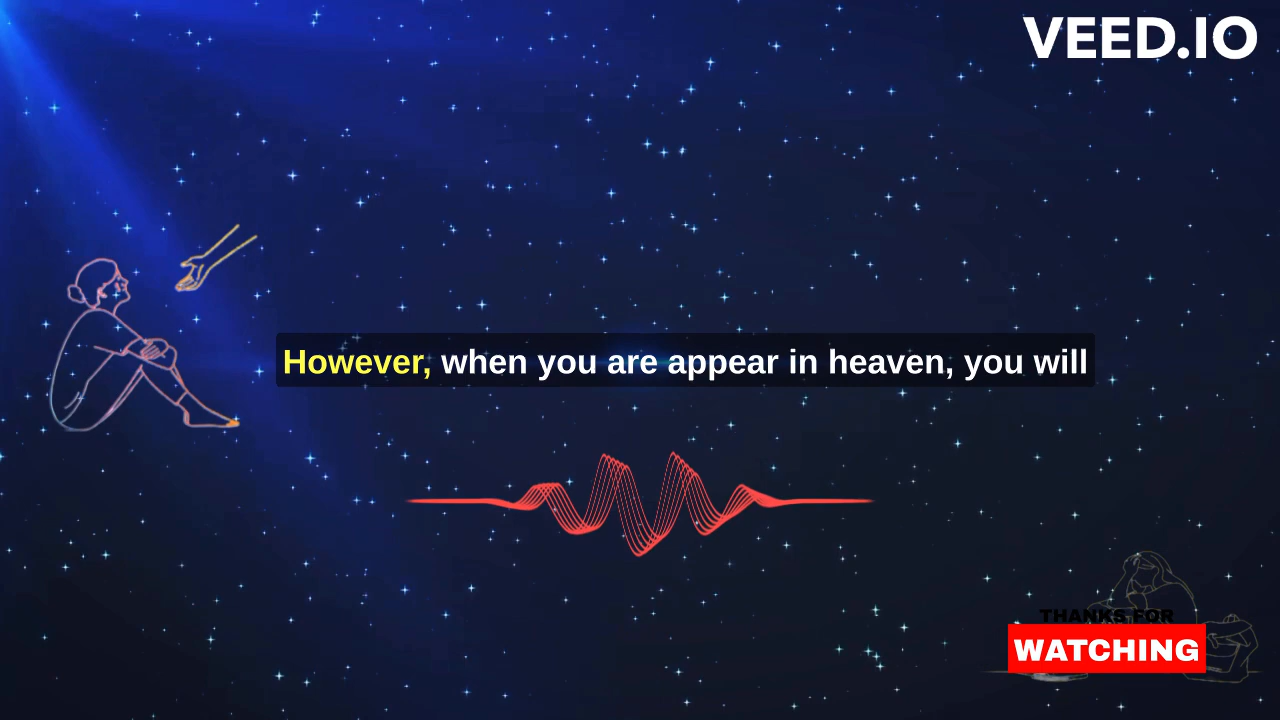 VEED.IO
However, when you are appear in heaven, you will
THANKS FOR
WATCHING